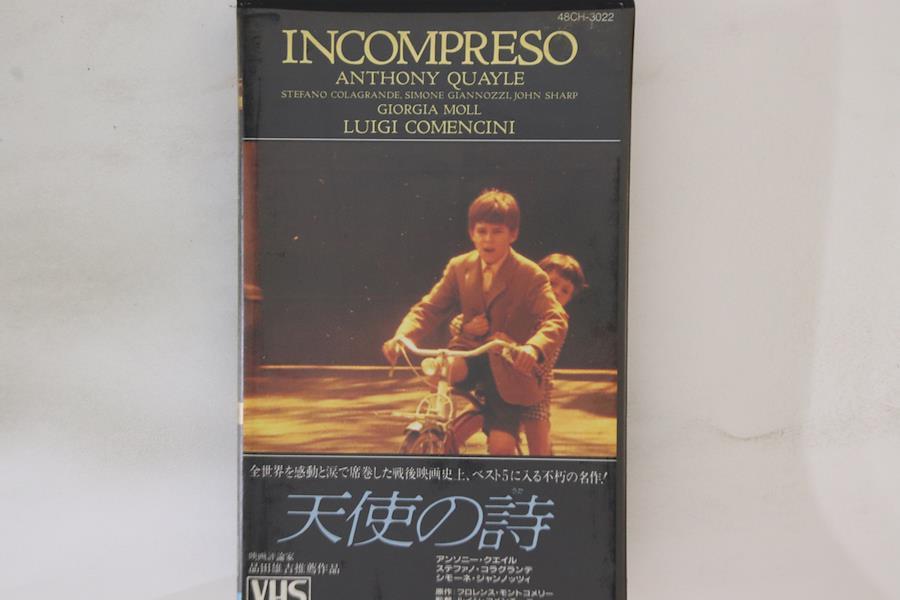 48CH-3022
INCOMPRESO
ANTHONY QUAYLE
STEFANO COLAGRANDE, SIMONE GIANNOZZI, JOHN SHARP
GIORGIA MOLL
LUIGI COMENCINI
全世界を感動と涙で席巻した戦後映画史上、ベスト5に入る不朽の名作!
うた
天使の詩
映画評論家
品田雄吉推薦作品
VHS
アンソニー・クエイル
ステファノ・コラグランデ
シモーネ・ジャンノッツィ
原作 フロレンス・モントゴメリー